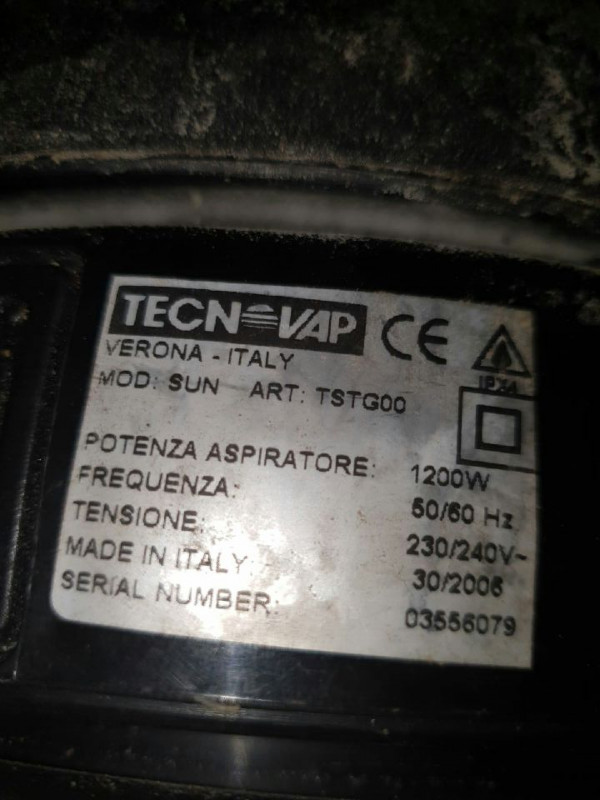 TECNOVAP CE
VERONA - ITALY
IPX4
MOD: SUN ART: TSTG00
POTENZA ASPIRATORE: 1200W
FREQUENZA: 50/60 Hz
TENSIONE: 230/240V~
MADE IN ITALY: 30/2006
SERIAL NUMBER: 03556079